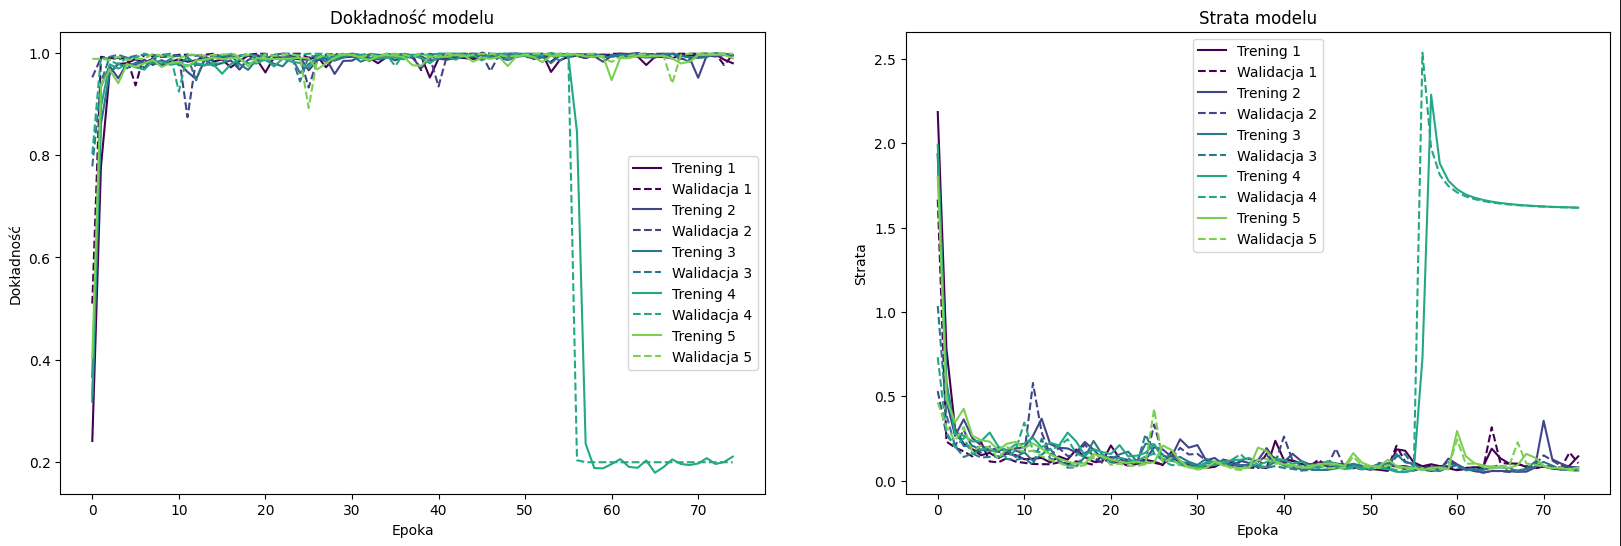 Dokładność modelu
Dokładność
1.0
0.8
0.6
0.4
0.2
Trening 1
Walidacja 1
Trening 2
Walidacja 2
Trening 3
Walidacja 3
Trening 4
Walidacja 4
Trening 5
Walidacja 5
0 10 20 30 40 50 60 70
Epoka
Strata modelu
Strata
2.5
2.0
1.5
1.0
0.5
0.0
Trening 1
Walidacja 1
Trening 2
Walidacja 2
Trening 3
Walidacja 3
Trening 4
Walidacja 4
Trening 5
Walidacja 5
0 10 20 30 40 50 60 70
Epoka